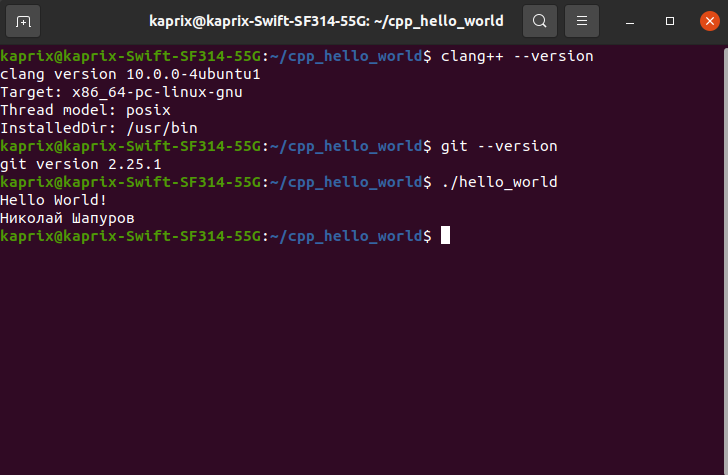 kaprix@kaprix-Swift-SF314-55G: ~/cpp_hello_world
kaprix@kaprix-Swift-SF314-55G:~/cpp_hello_world$ clang++ --version
clang version 10.0.0-4ubuntu1
Target: x86_64-pc-linux-gnu
Thread model: posix
InstalledDir: /usr/bin
kaprix@kaprix-Swift-SF314-55G:~/cpp_hello_world$ git --version
git version 2.25.1
kaprix@kaprix-Swift-SF314-55G:~/cpp_hello_world$ ./hello_world
Hello World!
Николай Шапуров
kaprix@kaprix-Swift-SF314-55G:~/cpp_hello_world$